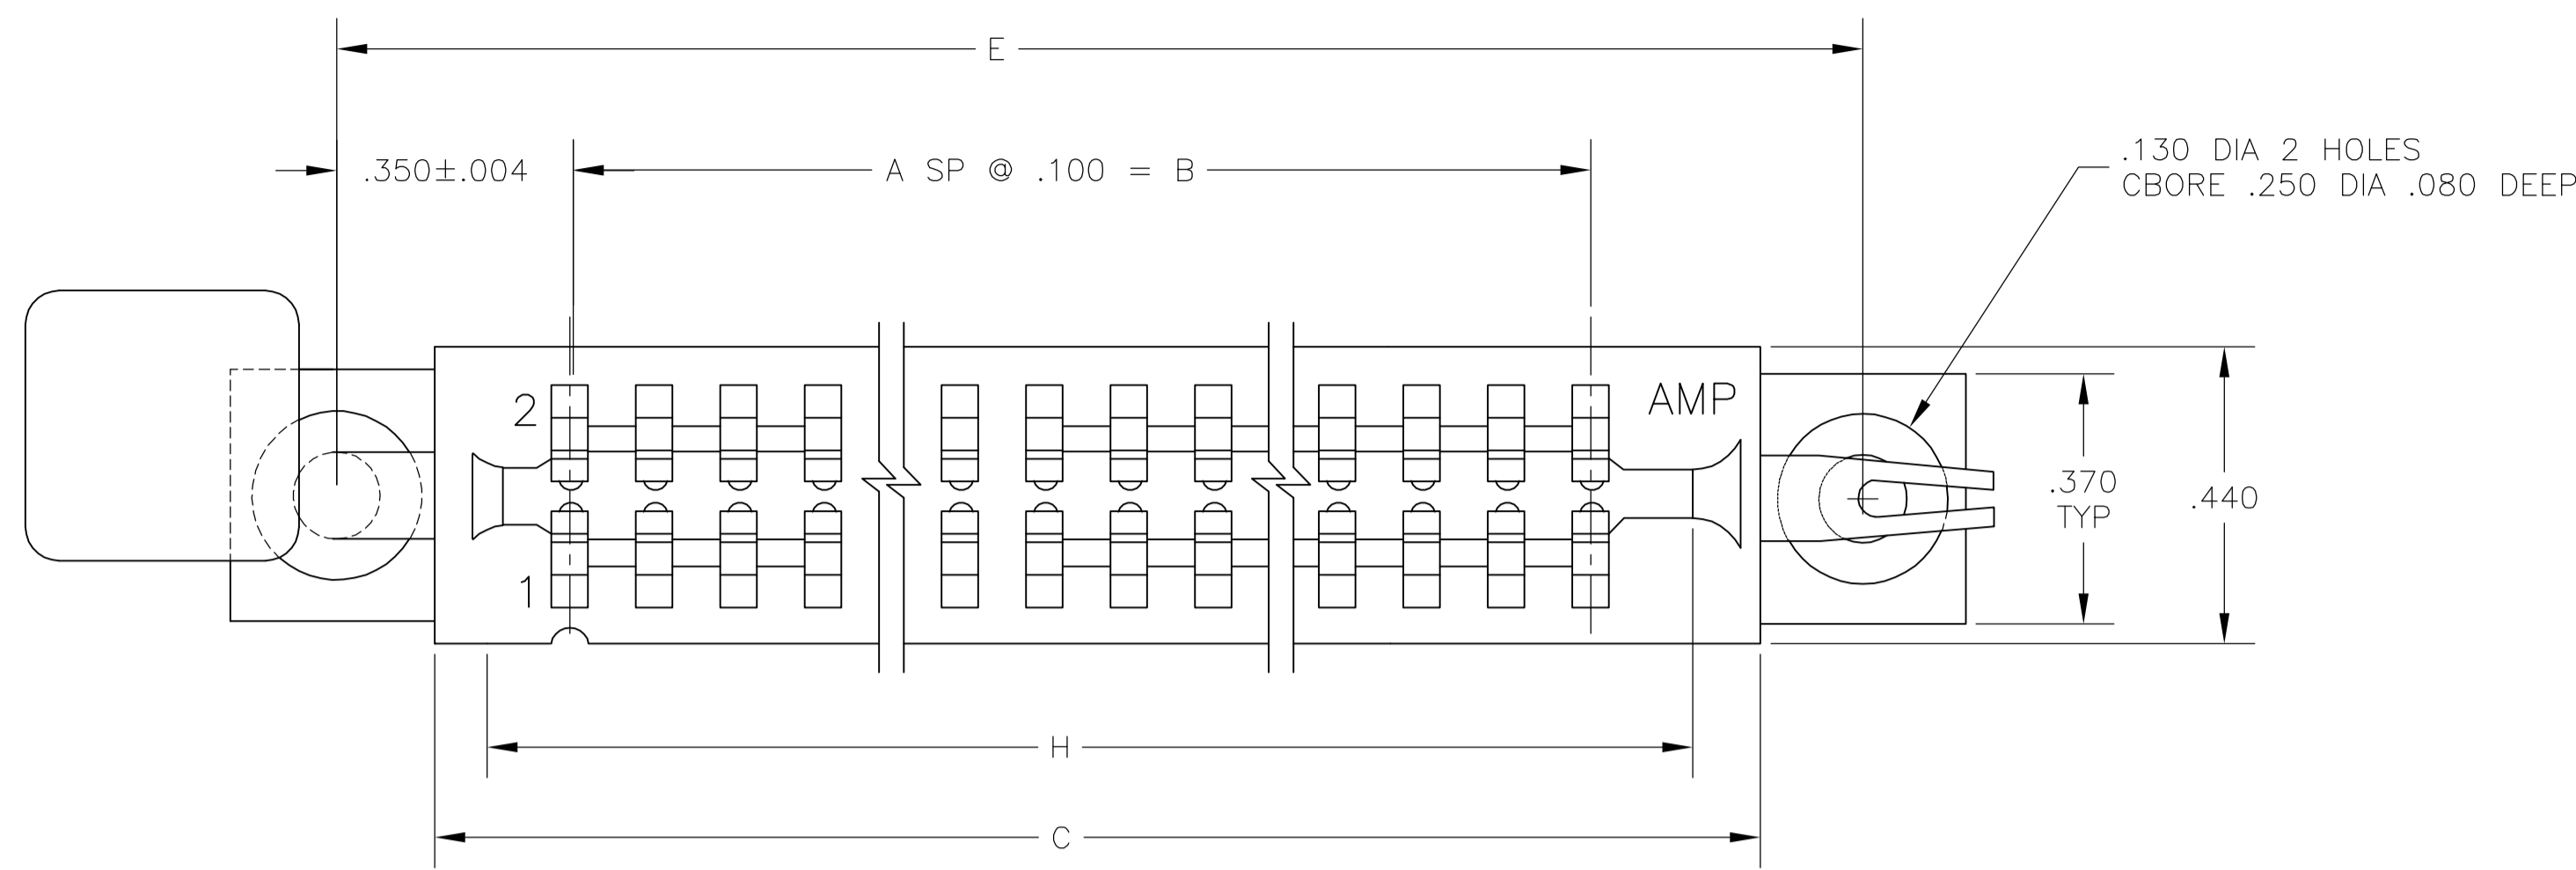 E
.350±.004
A SP @ .100 = B
.130 DIA 2 HOLES
CBORE .250 DIA .080 DEEP
2
AMP
.370
TYP
.440
1
H
C